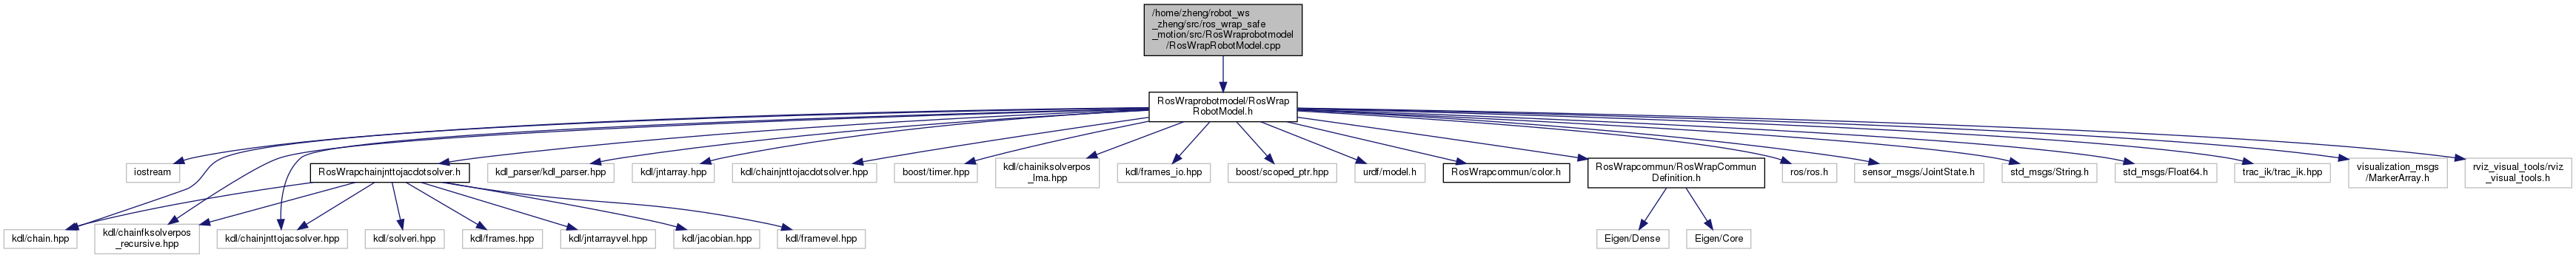 /home/zheng/robot_ws
_zheng/src/ros_wrap_safe
_motion/src/RosWraprobotmodel
/RosWrapRobotModel.cpp
RosWraprobotmodel/RosWrap
RobotModel.h
iostream
RosWrapchainjnttojacdotsolver.h
kdl_parser/kdl_parser.hpp
kdl/jntarray.hpp
kdl/chainjnttojacdotsolver.hpp
boost/timer.hpp
kdl/chainiksolverpos
_lma.hpp
kdl/frames_io.hpp
boost/scoped_ptr.hpp
urdf/model.h
RosWrapcommun/color.h
RosWrapcommun/RosWrapCommun
Definition.h
ros/ros.h
sensor_msgs/JointState.h
std_msgs/String.h
std_msgs/Float64.h
trac_ik/trac_ik.hpp
visualization_msgs
/MarkerArray.h
rviz_visual_tools/rviz
_visual_tools.h
kdl/chain.hpp
kdl/chainfksolverpos
_recursive.hpp
kdl/chainjnttojacsolver.hpp
kdl/solveri.hpp
kdl/frames.hpp
kdl/jntarrayvel.hpp
kdl/jacobian.hpp
kdl/framevel.hpp
Eigen/Dense
Eigen/Core